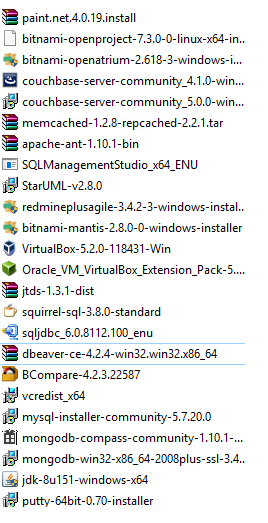 paint.net.4.0.19.install
bitnami-openproject-7.3.0-0-linux-x64-in...
bitnami-openatrium-2.618-3-windows-i...
couchbase-server-community_4.1.0-win...
couchbase-server-community_5.0.0-win...
memcached-1.2.8-repcached-2.2.1.tar
apache-ant-1.10.1-bin
SQLManagementStudio_x64_ENU
StarUML-v2.8.0
redmineplusagile-3.4.2-3-windows-instal...
bitnami-mantis-2.8.0-0-windows-installer
VirtualBox-5.2.0-118431-Win
Oracle_VM_VirtualBox_Extension_Pack-5....
jtds-1.3.1-dist
squirrel-sql-3.8.0-standard
sqljdbc_6.0.8112.100_enu
dbeaver-ce-4.2.4-win32.win32.x86_64
BCompare-4.2.3.22587
vcredist_x64
mysql-installer-community-5.7.20.0
mongodb-compass-community-1.10.1-...
mongodb-win32-x86_64-2008plus-ssl-3.4...
jdk-8u151-windows-x64
putty-64bit-0.70-installer